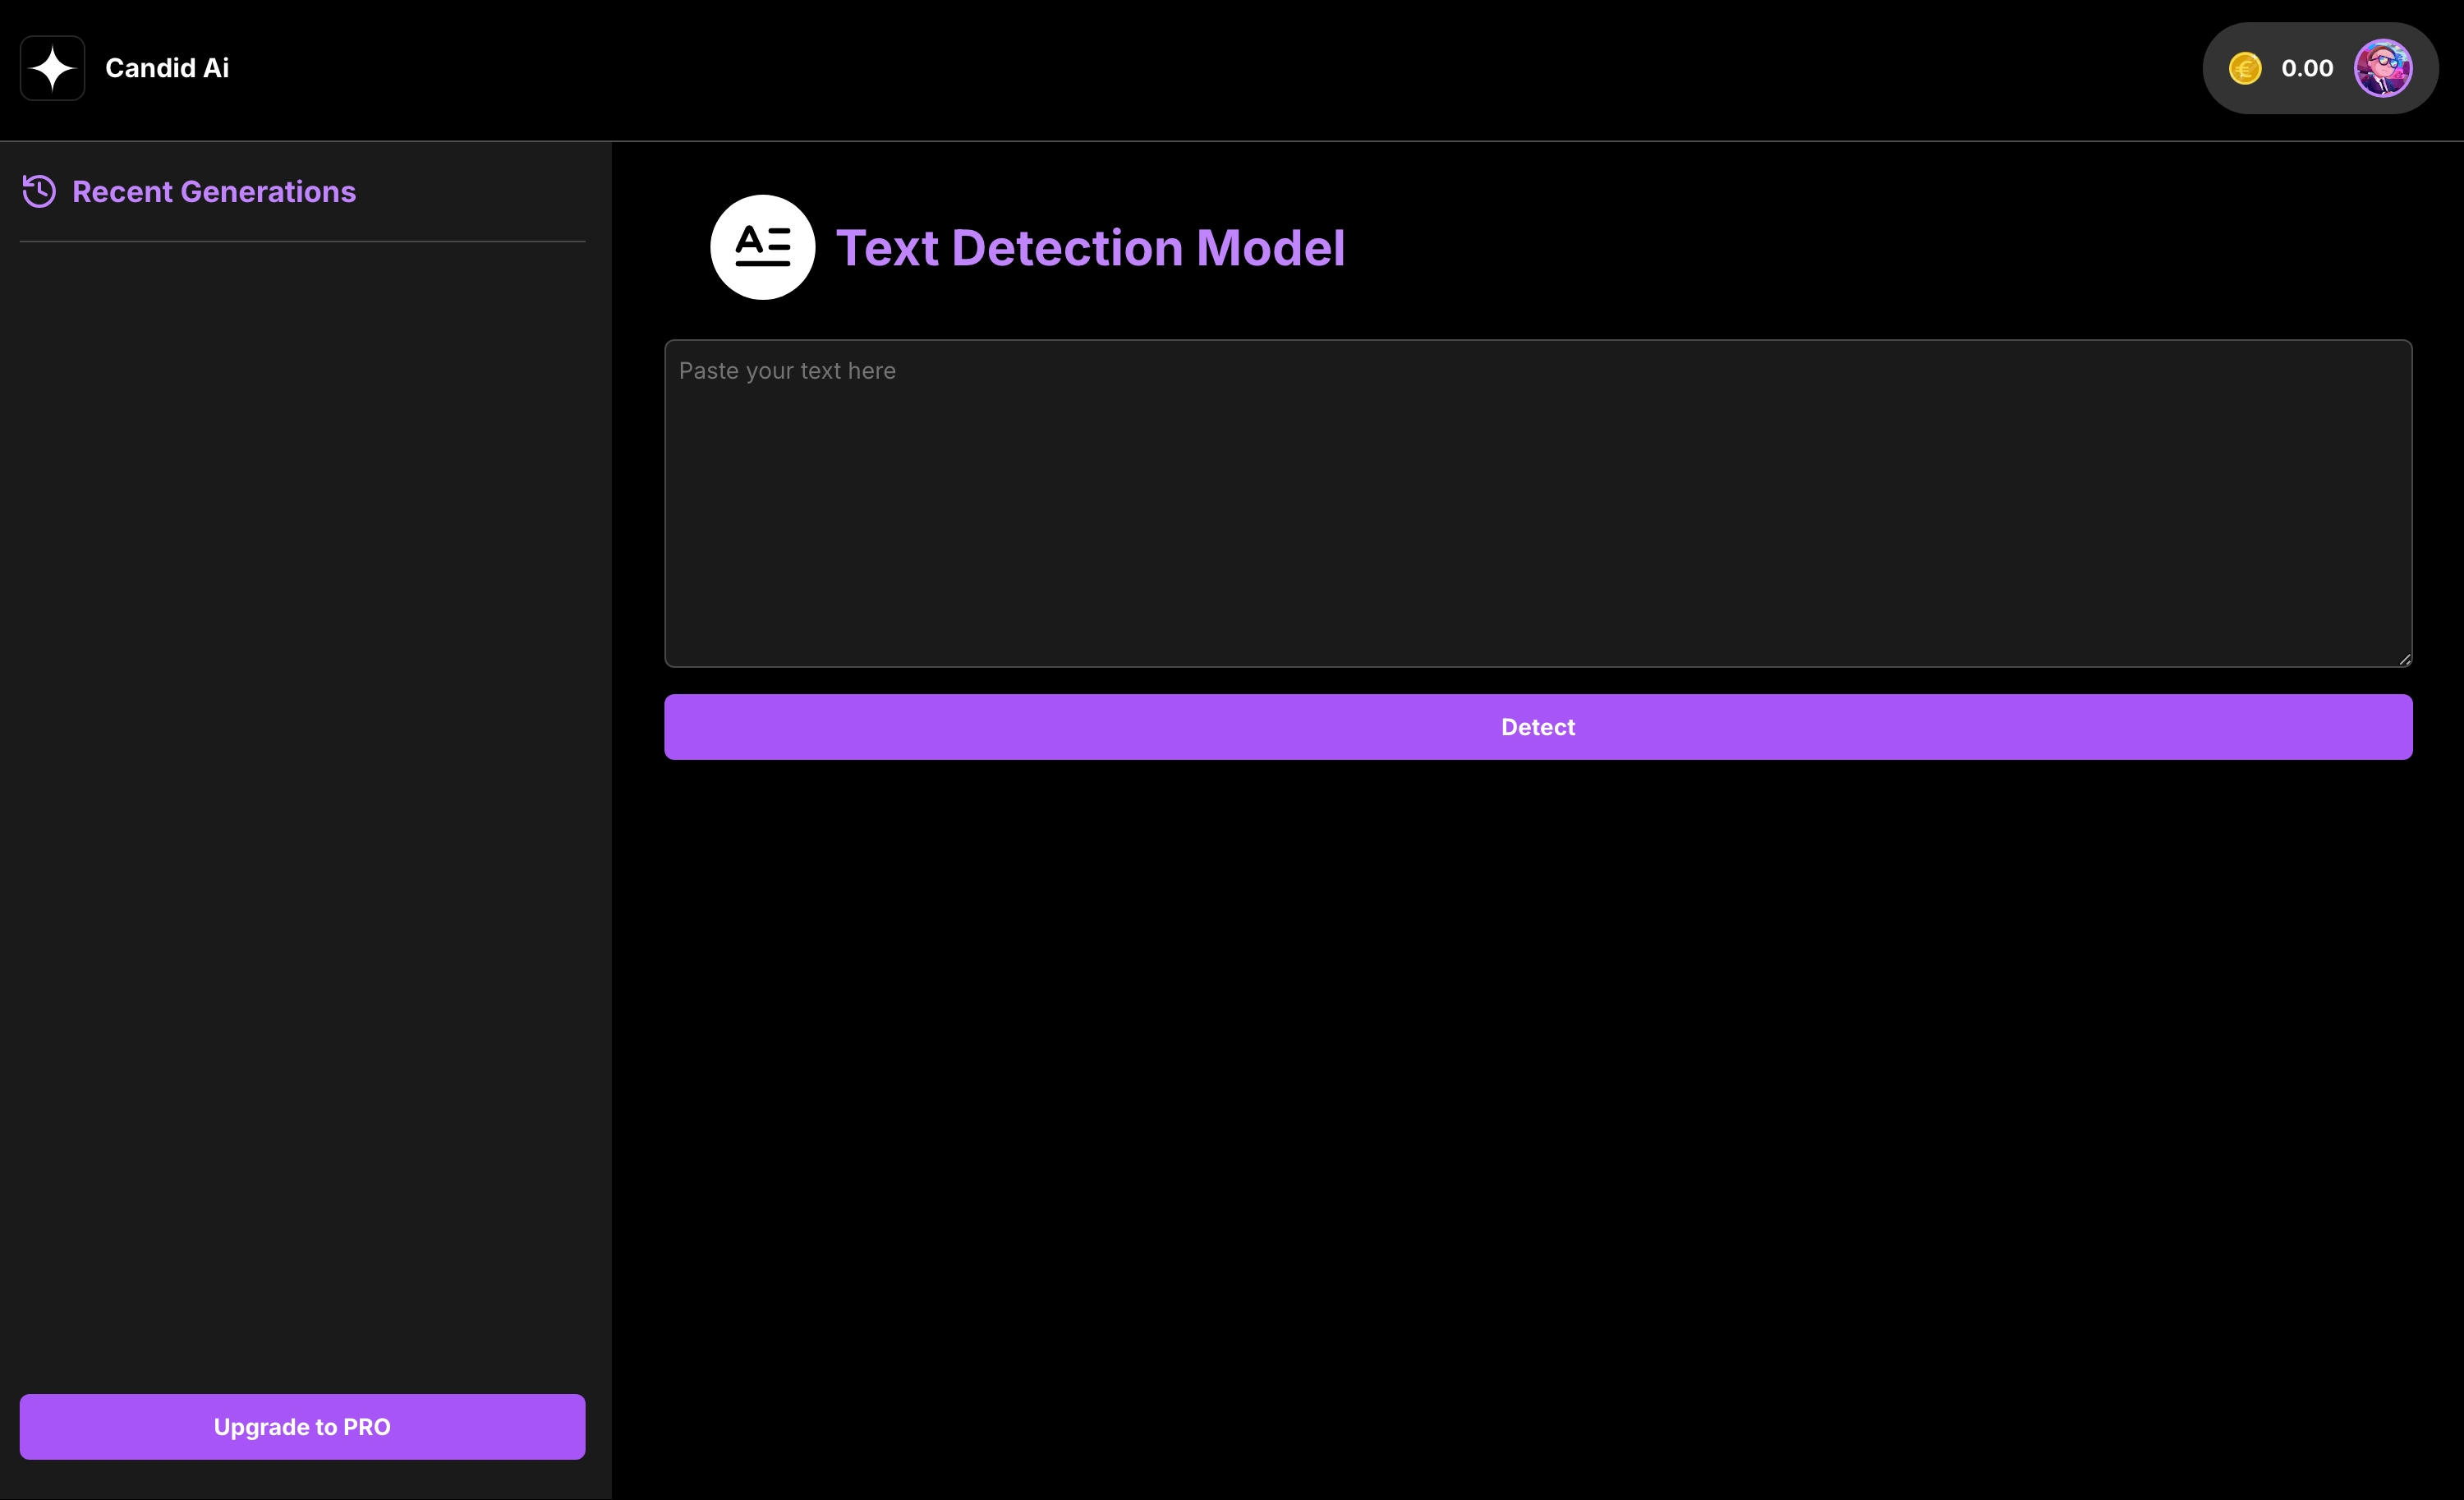 Candid Ai
0.00
Recent Generations
Text Detection Model
Paste your text here
Detect
Upgrade to PRO